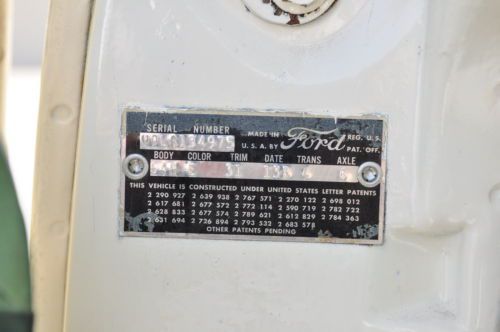 SERIAL NUMBER MADE IN Ford REG. U.S.
U.S.A. BY PAT. OFF.
BODY COLOR TRIM DATE TRANS AXLE
31
THIS VEHICLE IS CONSTRUCTED UNDER UNITED STATES LETTER PATENTS
2 290 927 2 639 938 2 767 571 2 270 122 2 698 012
2 617 681 2 677 572 2 772 114 2 590 719 2 782 722
2 628 833 2 677 574 2 789 621 2 612 829 2 784 363
2 631 694 2 726 894 2 793 532 2 683 578
OTHER PATENTS PENDING